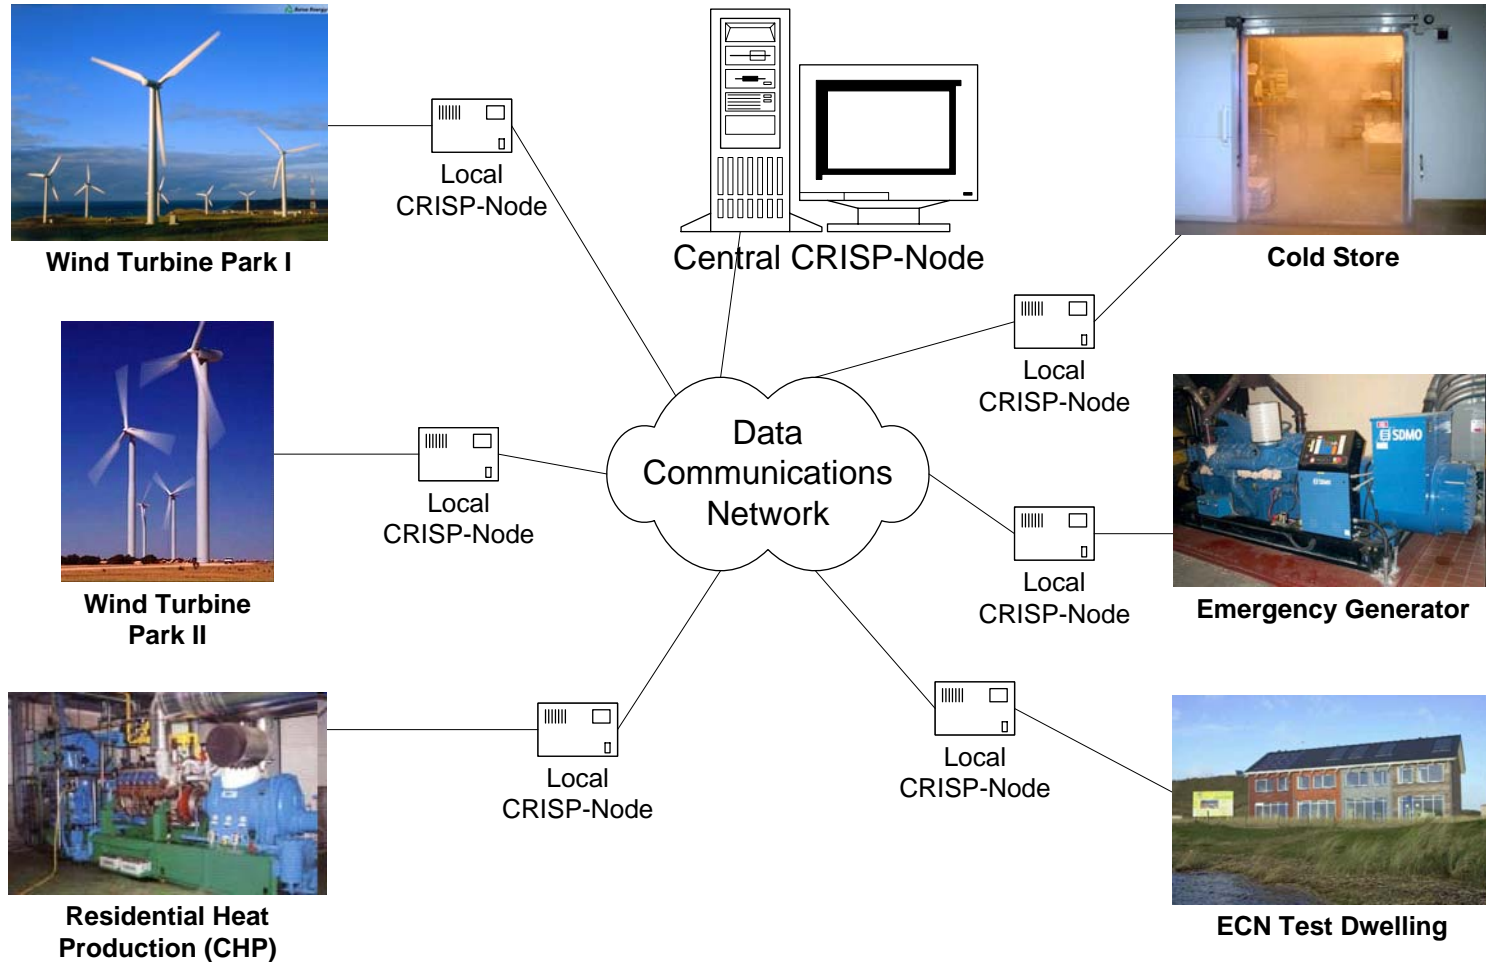 Local
CRISP-Node
Wind Turbine Park I
Central CRISP-Node
Cold Store
Local
CRISP-Node
Data
Communications
Network
SDMO
Local
CRISP-Node
Wind Turbine
Park II
Local
CRISP-Node
Emergency Generator
Local
CRISP-Node
Local
CRISP-Node
Residential Heat
Production (CHP)
ECN Test Dwelling